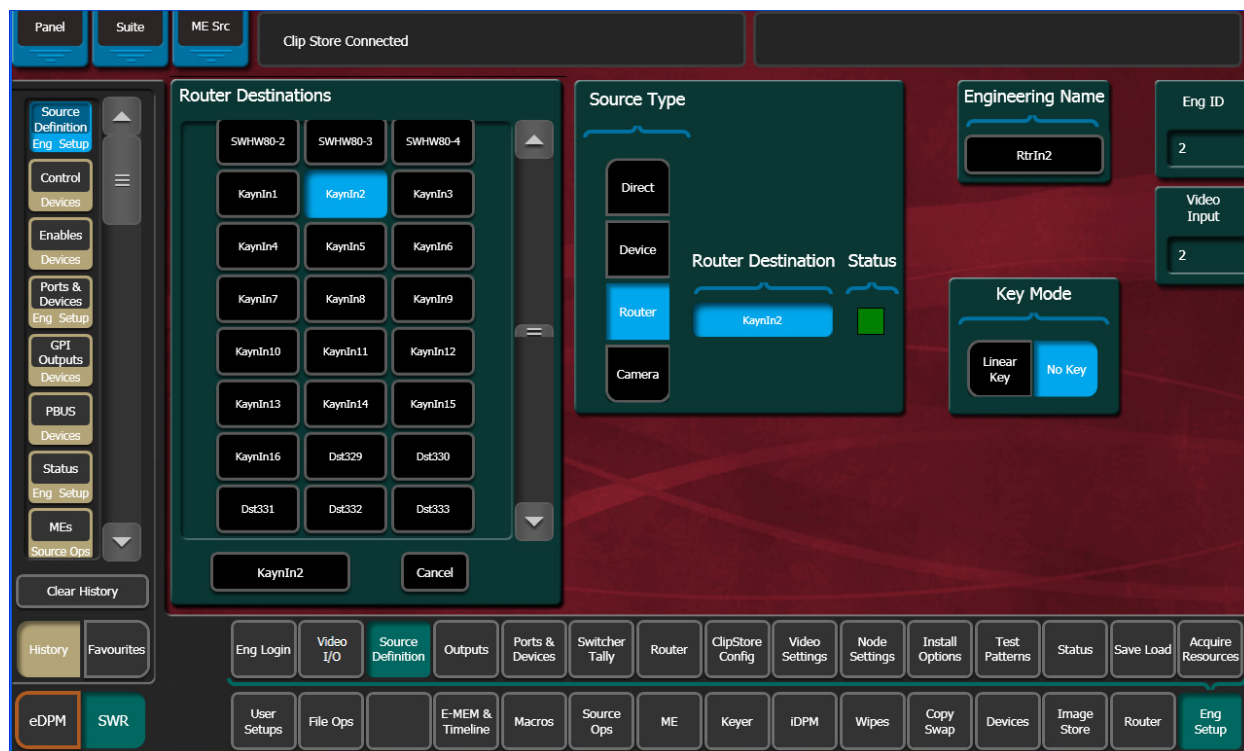 Panel Suite ME Src Clip Store Connected
Source Definition
Eng Setup
Control
Devices
Enables
Devices
Ports & Devices
Eng Setup
GPI Outputs
Devices
PBUS
Devices
Status
Eng Setup
MEs
Source Ops
Clear History
History Favourites
eDPM SWR
Router Destinations
SWHW80-2 SWHW80-3 SWHW80-4
KaynIn1 KaynIn2 KaynIn3
KaynIn4 KaynIn5 KaynIn6
KaynIn7 KaynIn8 KaynIn9
KaynIn10 KaynIn11 KaynIn12
KaynIn13 KaynIn14 KaynIn15
KaynIn16 Dst329 Dst330
Dst331 Dst332 Dst333
KaynIn2 Cancel
Source Type
Direct
Device
Router
Camera
Router Destination Status
KaynIn2
Engineering Name
RtrIn2
Eng ID
2
Video Input
2
Key Mode
Linear Key No Key
Eng Login Video I/O Source Definition Outputs Ports & Devices Switcher Tally Router ClipStore Config Video Settings Node Settings Install Options Test Patterns Status Save Load Acquire Resources
User Setups File Ops E-MEM & Timeline Macros Source Ops ME Keyer iDPM Wipes Copy Swap Devices Image Store Router Eng Setup